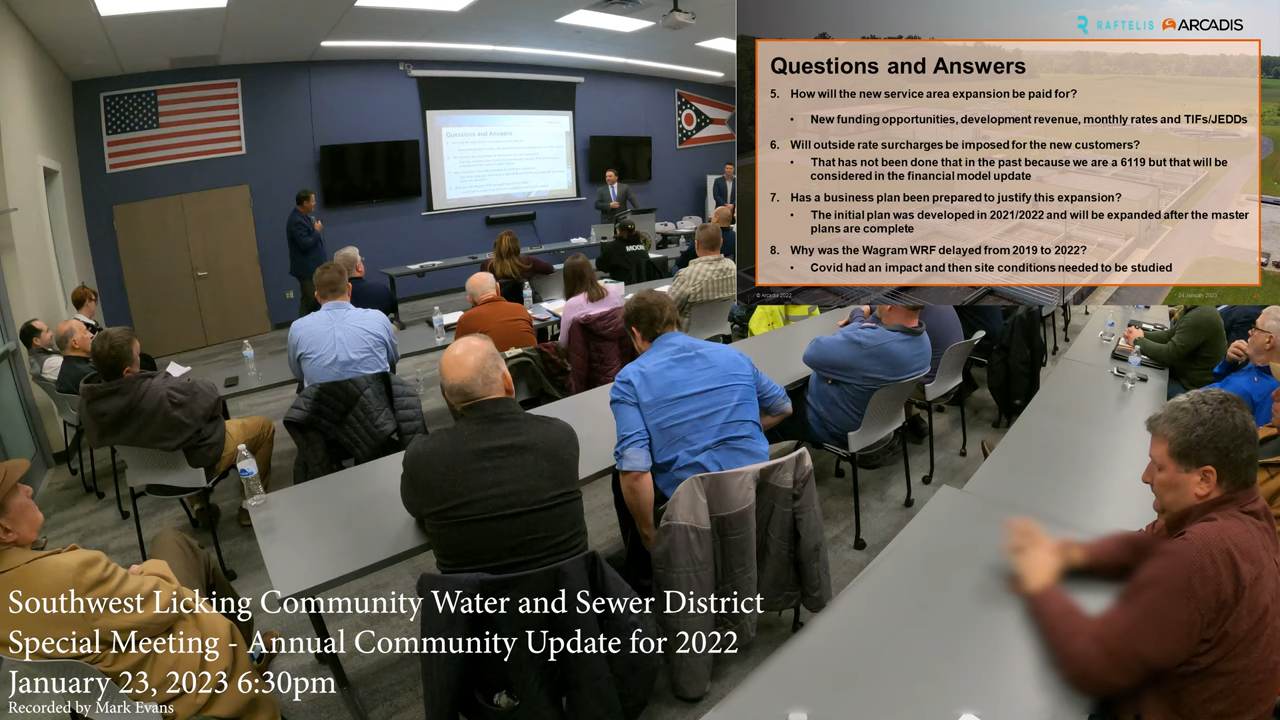 RAFTELIS ARCADIS
Questions and Answers
5. How will the new service area expansion be paid for?
• New funding opportunities, development revenue, monthly rates and TIFs/JEDDs
6. Will outside rate surcharges be imposed for the new customers?
• That has not been done that in the past because we are a 6119 but that will be
considered in the financial model update
7. Has a business plan been prepared to justify this expansion?
• The initial plan was developed in 2021/2022 and will be expanded after the master
plans are complete
8. Why was the Wagram WRF delayed from 2019 to 2022?
• Covid had an impact and then site conditions needed to be studied
© Arcadis 2022
24 January 2023
Questions and Answers
MOORE
Southwest Licking Community Water and Sewer District
Special Meeting - Annual Community Update for 2022
January 23, 2023 6:30pm
Recorded by Mark Evans